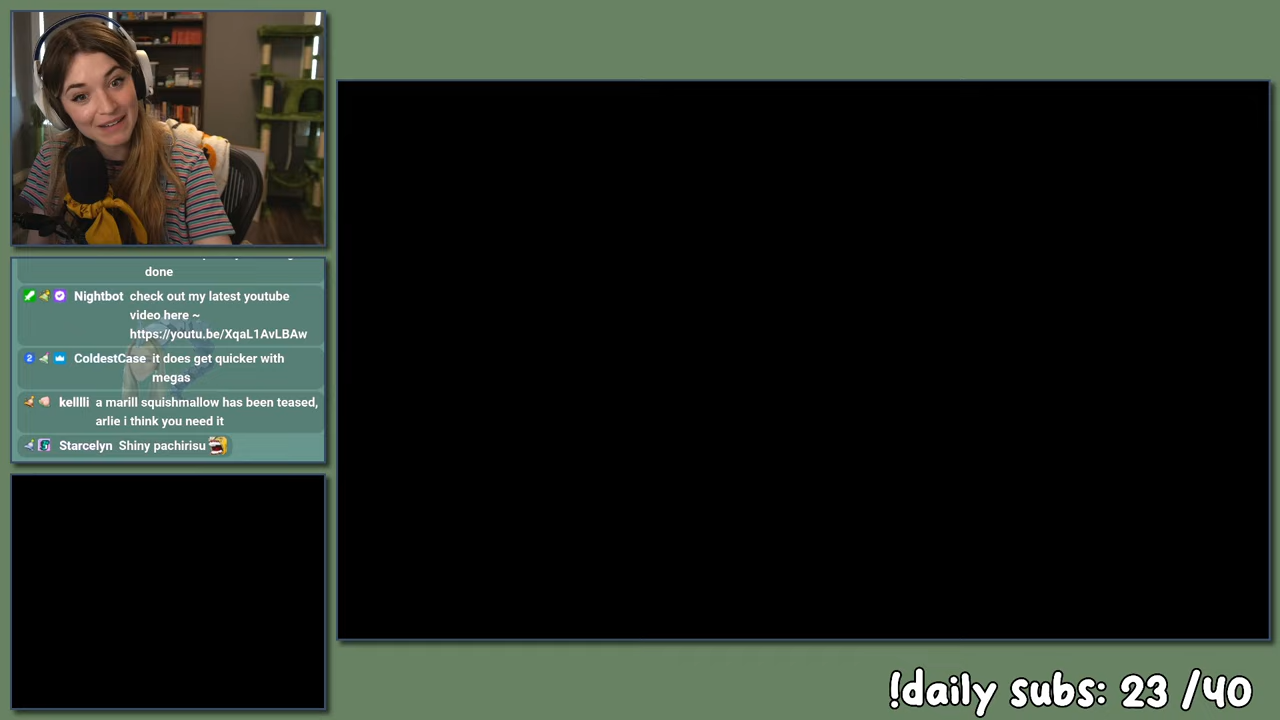 done
Nightbot check out my latest youtube
video here ~
https://youtu.be/XqaL1AvLBAw
2 ColdestCase it does get quicker with
megas
kelllli a marill squishmallow has been teased,
arlie i think you need it
Starcelyn Shiny pachirisu
!daily subs: 23 /40